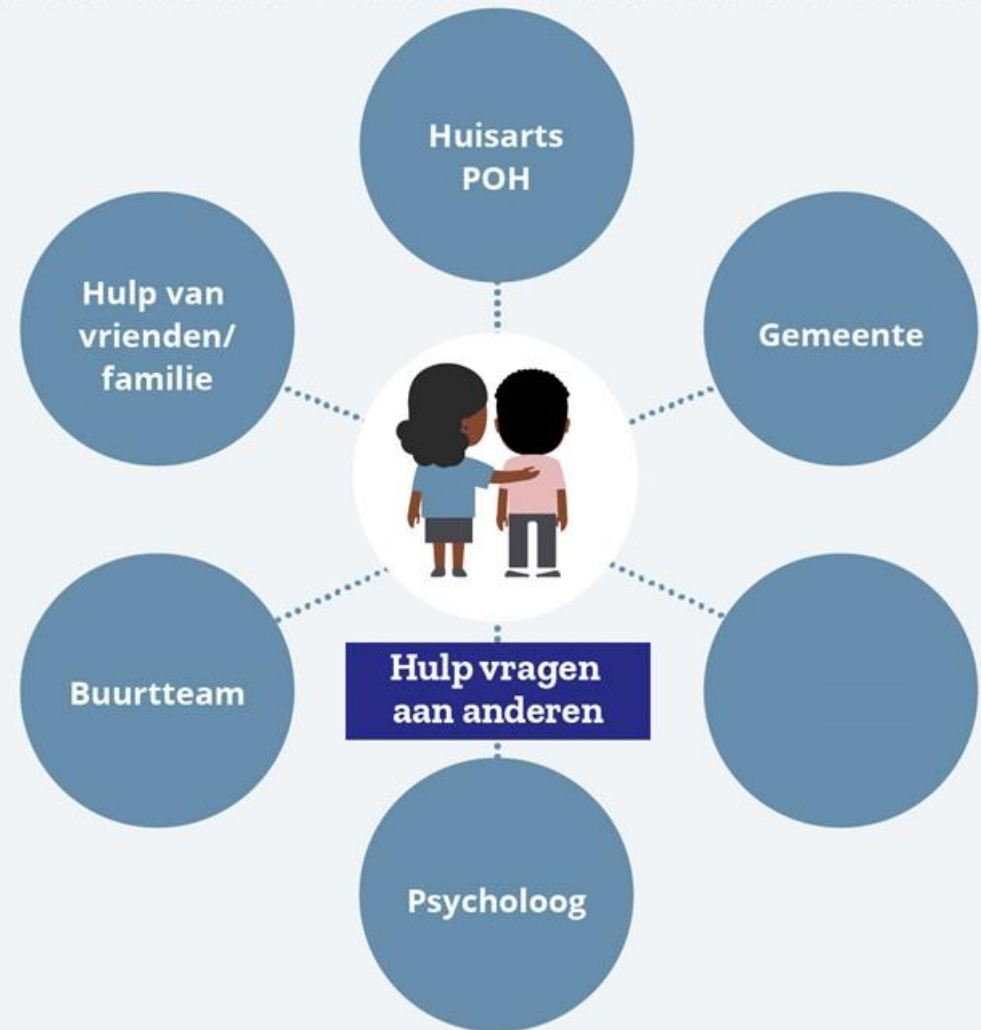 Huisarts
POH
Hulp van
vrienden/
familie
Gemeente
Buurtteam
Hulp vragen
aan anderen
Psycholoog